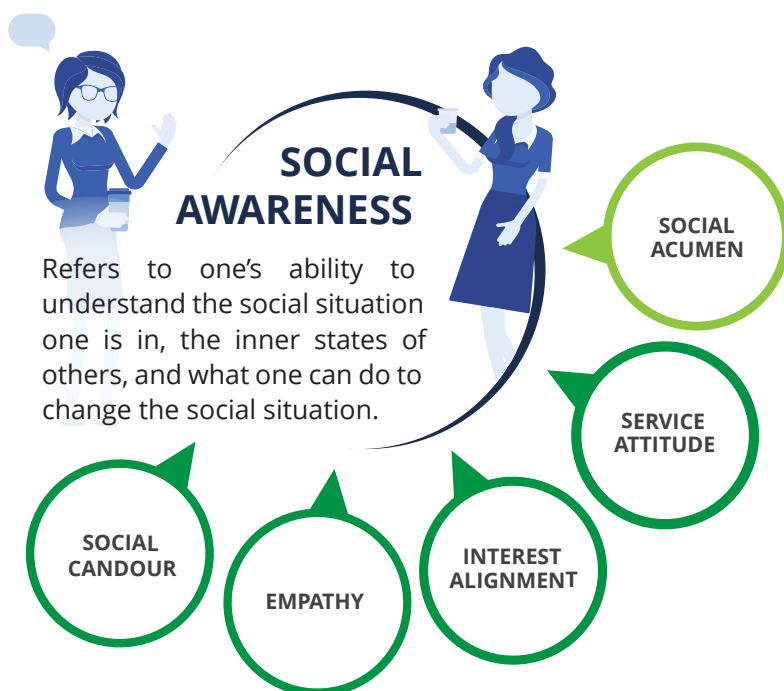 SOCIAL
AWARENESS
Refers to one’s ability to
understand the social situation
one is in, the inner states of
others, and what one can do to
change the social situation.
SOCIAL
ACUMEN
SERVICE
ATTITUDE
INTEREST
ALIGNMENT
EMPATHY
SOCIAL
CANDOUR